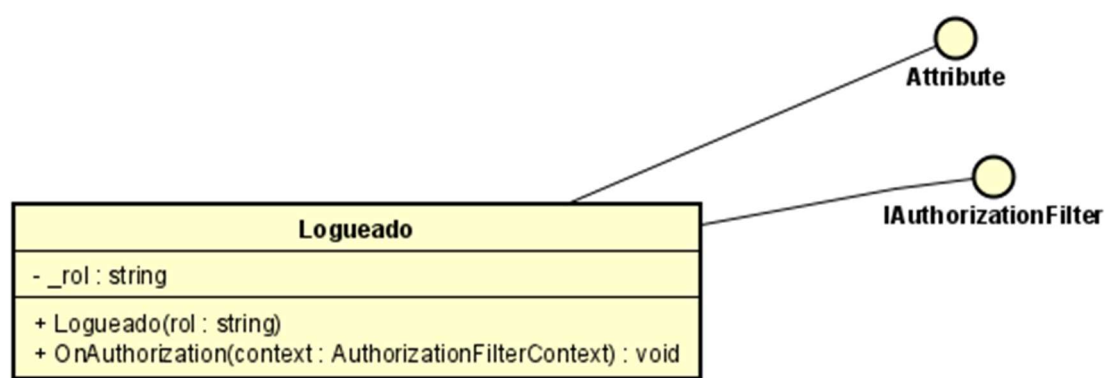 Attribute
IAuthorizationFilter
Logueado
- _rol : string
+ Logueado(rol : string)
+ OnAuthorization(context : AuthorizationFilterContext) : void